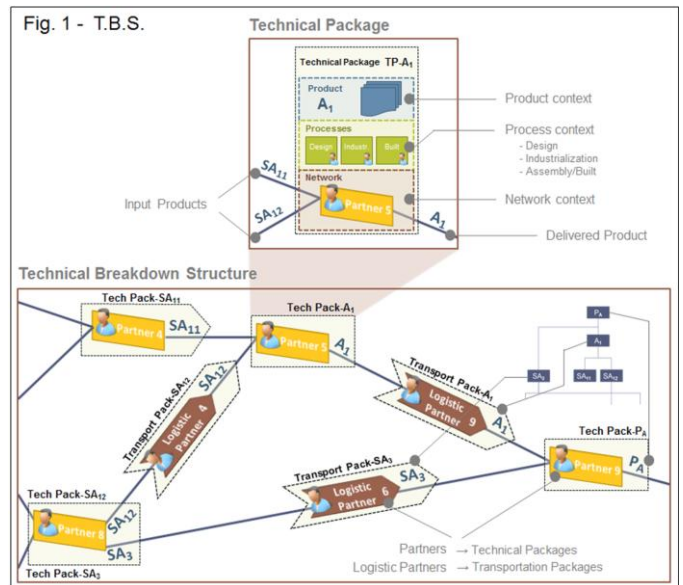 Fig. 1 - T.B.S.
Technical Package
Technical Package TP-A1
Product
A1
Product context
Processes
Design
Industr.
Built
Process context
- Design
- Industrialization
- Assembly/Built
SA11
SA12
Input Products
Network
Partner 5
A1
Network context
Delivered Product
Technical Breakdown Structure
Tech Pack-SA11
Partner 4
SA11
Tech Pack-A1
Partner 5
A1
Transport Pack-SA12
Logistic
Partner 4
SA12
Transport Pack-A1
Logistic
Partner
9
A1
PA
A1
SA3
SA11
SA12
Tech Pack-PA
Partner 9
PA
Transport Pack-SA3
Logistic
Partner
6
SA3
Tech Pack-SA12
Partner 8
SA12
SA3
Tech Pack-SA3
Partners → Technical Packages
Logistic Partners → Transportation Packages